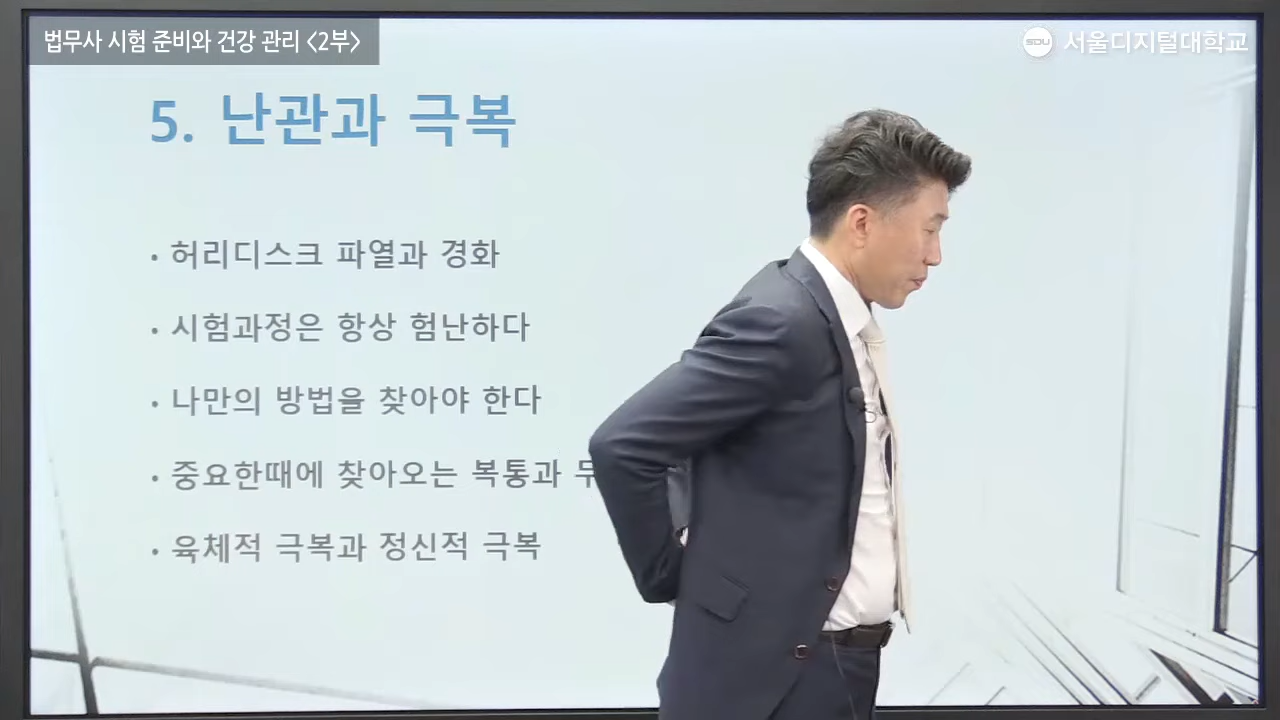 법무사 시험 준비와 건강 관리 <2부>
SDU 서울디지털대학교
5. 난관과 극복
• 허리디스크 파열과 경화
• 시험과정은 항상 험난하다
• 나만의 방법을 찾아야 한다
• 중요한때에 찾아오는 복통과
• 육체적 극복과 정신적 극복